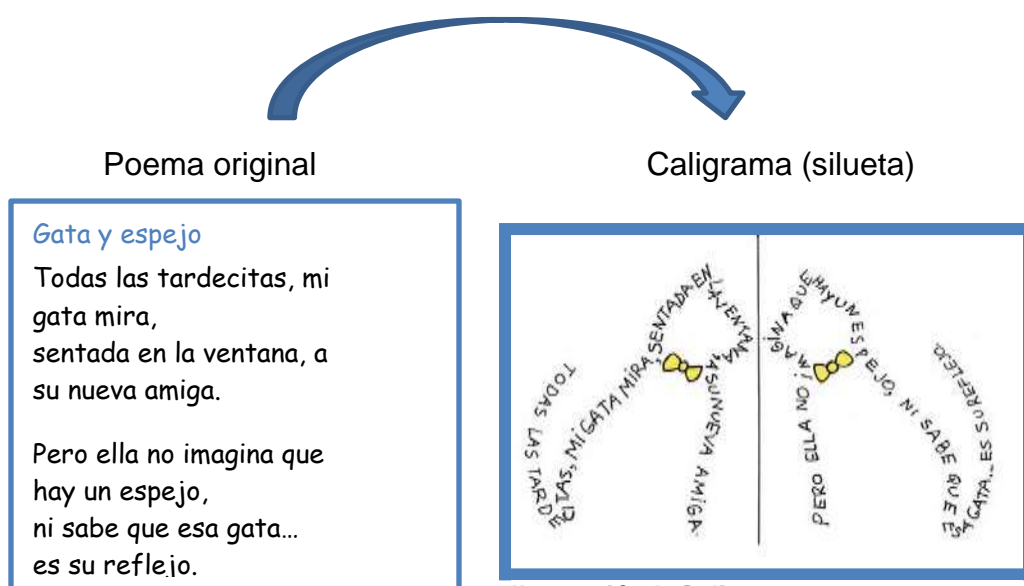 Poema original
Caligrama (silueta)
Gata y espejo
Todas las tardecitas, mi
gata mira,
sentada en la ventana, a
su nueva amiga.
Pero ella no imagina que
hay un espejo,
ni sabe que esa gata...
es su reflejo.
TODAS LAS TARDECITAS, MI GATA MIRA, SENTADA EN LA VENTANA, A SU NUEVA AMIGA.
PERO ELLA NO IMAGINA QUE HAY UN ESPEJO, NI SABE QUE ESA GATA... ES SU REFLEJO.